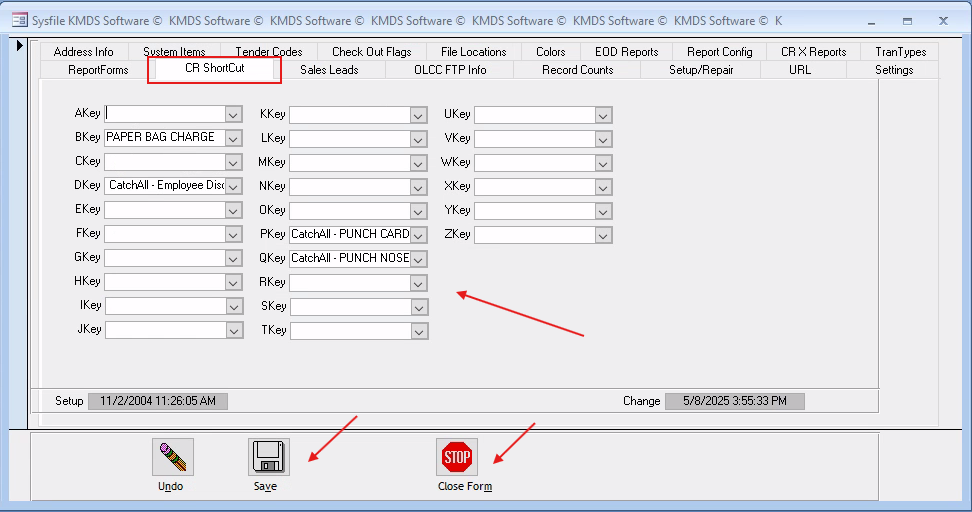 Sysfile KMDS Software © KMDS Software © KMDS Software © KMDS Software © KMDS Software © KMDS Software © KMDS Software © K
Address Info System Items Tender Codes Check Out Flags File Locations Colors EOD Reports Report Config CR X Reports TranTypes
ReportForms CR ShortCut Sales Leads OLCC FTP Info Record Counts Setup/Repair URL Settings
AKey KKey UKey
BKey PAPER BAG CHARGE LKey VKey
CKey MKey WKey
DKey CatchAll - Employee Disc NKey XKey
EKey OKey YKey
FKey PKey CatchAll - PUNCH CARD ZKey
GKey QKey CatchAll - PUNCH NOSE
HKey RKey
IKey SKey
JKey TKey
Setup 11/2/2004 11:26:05 AM Change 5/8/2025 3:55:33 PM
STOP
Undo Save Close Form